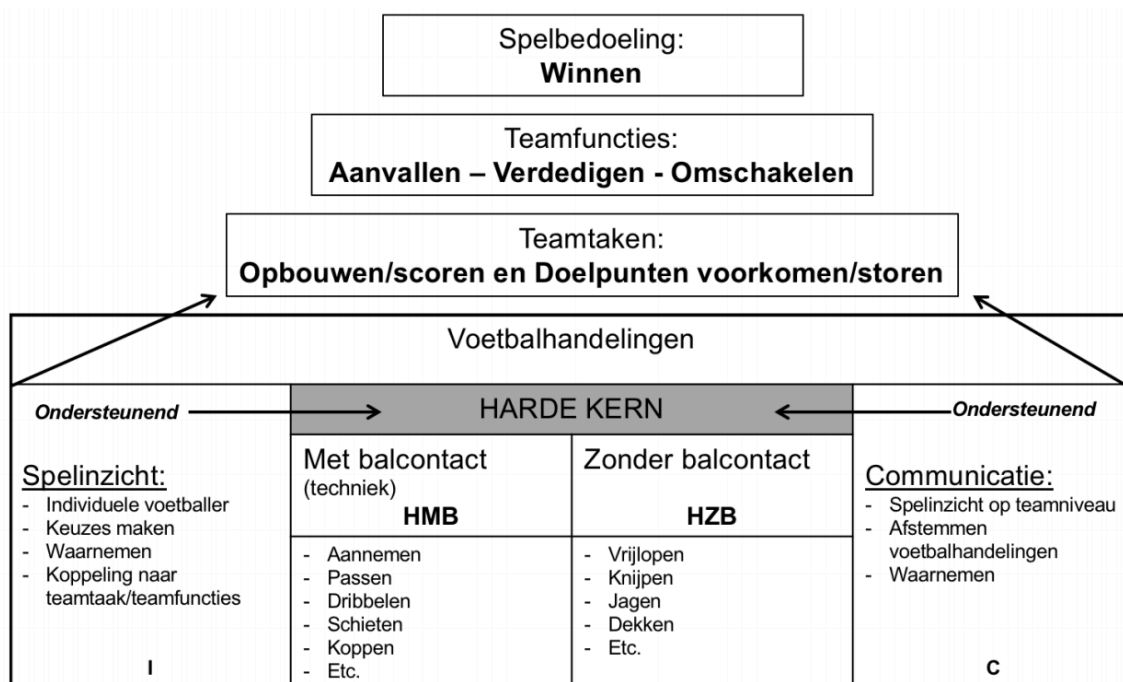 Spelbedoeling:
Winnen
Teamfuncties:
Aanvallen – Verdedigen - Omschakelen
Teamtaken:
Opbouwen/scoren en Doelpunten voorkomen/storen
Voetbalhandelingen
Ondersteunend
HARDE KERN
Ondersteunend
Spelinzicht:
- Individuele voetballer
- Keuzes maken
- Waarnemen
- Koppeling naar
teamtaak/teamfuncties
I
Met balcontact
(techniek)
HMB
- Aannemen
- Passen
- Dribbelen
- Schieten
- Koppen
- Etc.
Zonder balcontact
HZB
- Vrijlopen
- Knijpen
- Jagen
- Dekken
- Etc.
Communicatie:
- Spelinzicht op teamniveau
- Afstemmen
voetbalhandelingen
- Waarnemen
C